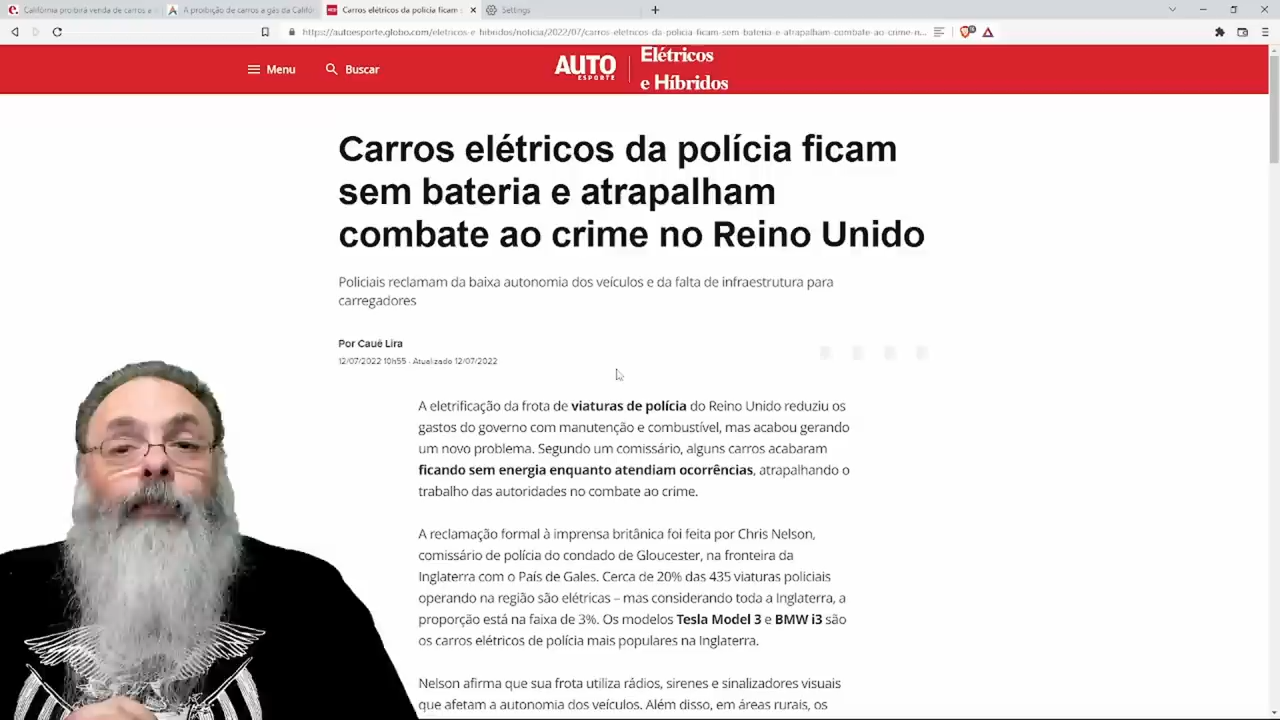 Califórnia proibirá venda de carros a
A proibição de carros a gás da Califór
Carros elétricos da polícia ficam
Settings
https://autoesporte.globo.com/eletricos-e-hibridos/noticia/2022/07/carros-eletricos-da-policia-ficam-sem-bateria-e-atrapalham-combate-ao-crime-n...
Menu
Buscar
AUTO
ESPORTE
Elétricos
e Híbridos
Carros elétricos da polícia ficam
sem bateria e atrapalham
combate ao crime no Reino Unido
Policiais reclamam da baixa autonomia dos veículos e da falta de infraestrutura para
carregadores
Por Cauê Lira
12/07/2022 10h55 · Atualizado 12/07/2022
A eletrificação da frota de viaturas de polícia do Reino Unido reduziu os
gastos do governo com manutenção e combustível, mas acabou gerando
um novo problema. Segundo um comissário, alguns carros acabaram
ficando sem energia enquanto atendiam ocorrências, atrapalhando o
trabalho das autoridades no combate ao crime.
A reclamação formal à imprensa britânica foi feita por Chris Nelson,
comissário de polícia do condado de Gloucester, na fronteira da
Inglaterra com o País de Gales. Cerca de 20% das 435 viaturas policiais
operando na região são elétricas – mas considerando toda a Inglaterra, a
proporção está na faixa de 3%. Os modelos Tesla Model 3 e BMW i3 são
os carros elétricos de polícia mais populares na Inglaterra.
Nelson afirma que sua frota utiliza rádios, sirenes e sinalizadores visuais
que afetam a autonomia dos veículos. Além disso, em áreas rurais, os